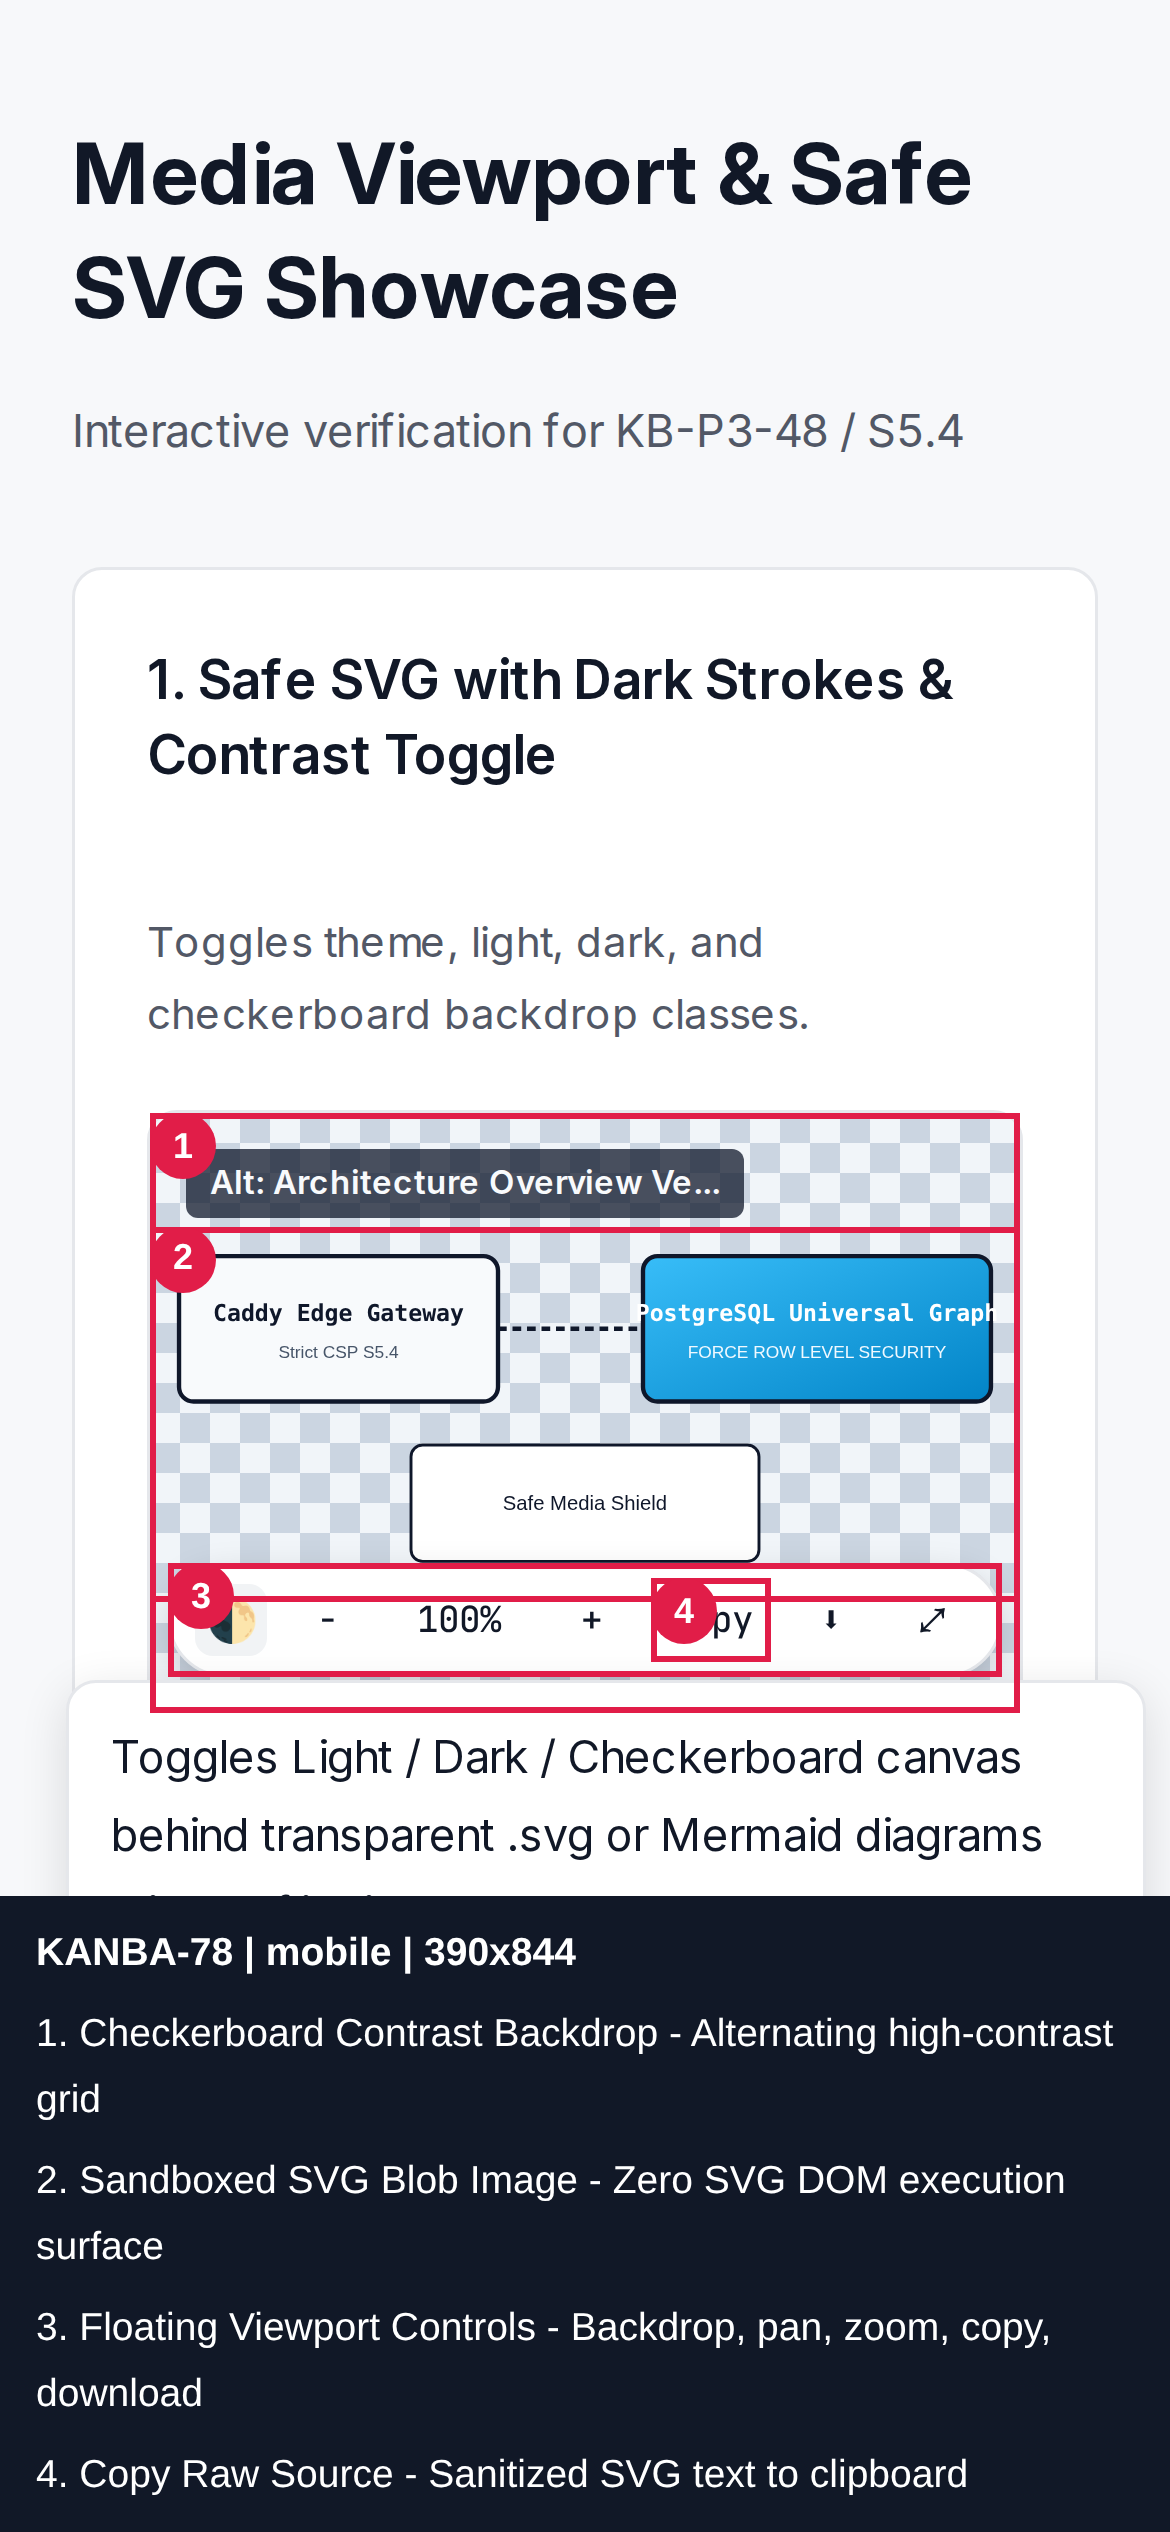 Media Viewport & Safe
SVG Showcase
Interactive verification for KB-P3-48 / S5.4
1. Safe SVG with Dark Strokes &
Contrast Toggle
Toggles theme, light, dark, and
checkerboard backdrop classes.
1
Alt: Architecture Overview Ve...
2
Caddy Edge Gateway
Strict CSP S5.4
PostgreSQL Universal Graph
FORCE ROW LEVEL SECURITY
Safe Media Shield
3
- 100% + 4 py ⬇ ⤢
Toggles Light / Dark / Checkerboard canvas
behind transparent .svg or Mermaid diagrams
KANBA-78 | mobile | 390x844
1. Checkerboard Contrast Backdrop - Alternating high-contrast
grid
2. Sandboxed SVG Blob Image - Zero SVG DOM execution
surface
3. Floating Viewport Controls - Backdrop, pan, zoom, copy,
download
4. Copy Raw Source - Sanitized SVG text to clipboard